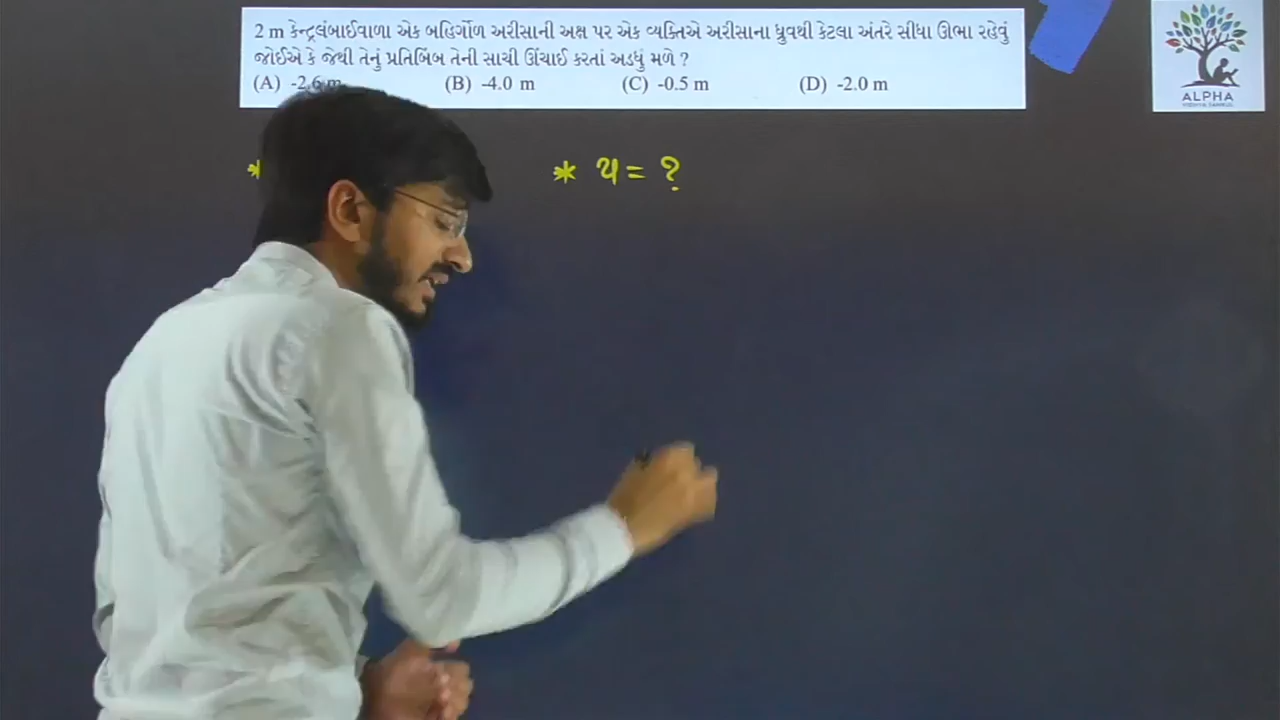 2 m કેન્દ્રલંબાઈવાળા એક બહિર્ગોળ અરીસાની અક્ષ પર એક વ્યક્તિએ અરીસાના ધ્રુવથી કેટલા અંતરે સીધા ઊભા રહેવું
જોઈએ કે જેથી તેનું પ્રતિબિંબ તેની સાચી ઊંચાઈ કરતાં અડધું મળે ?
(A) -2.6 m (B) -4.0 m (C) -0.5 m (D) -2.0 m
ALPHA
* * u = ?